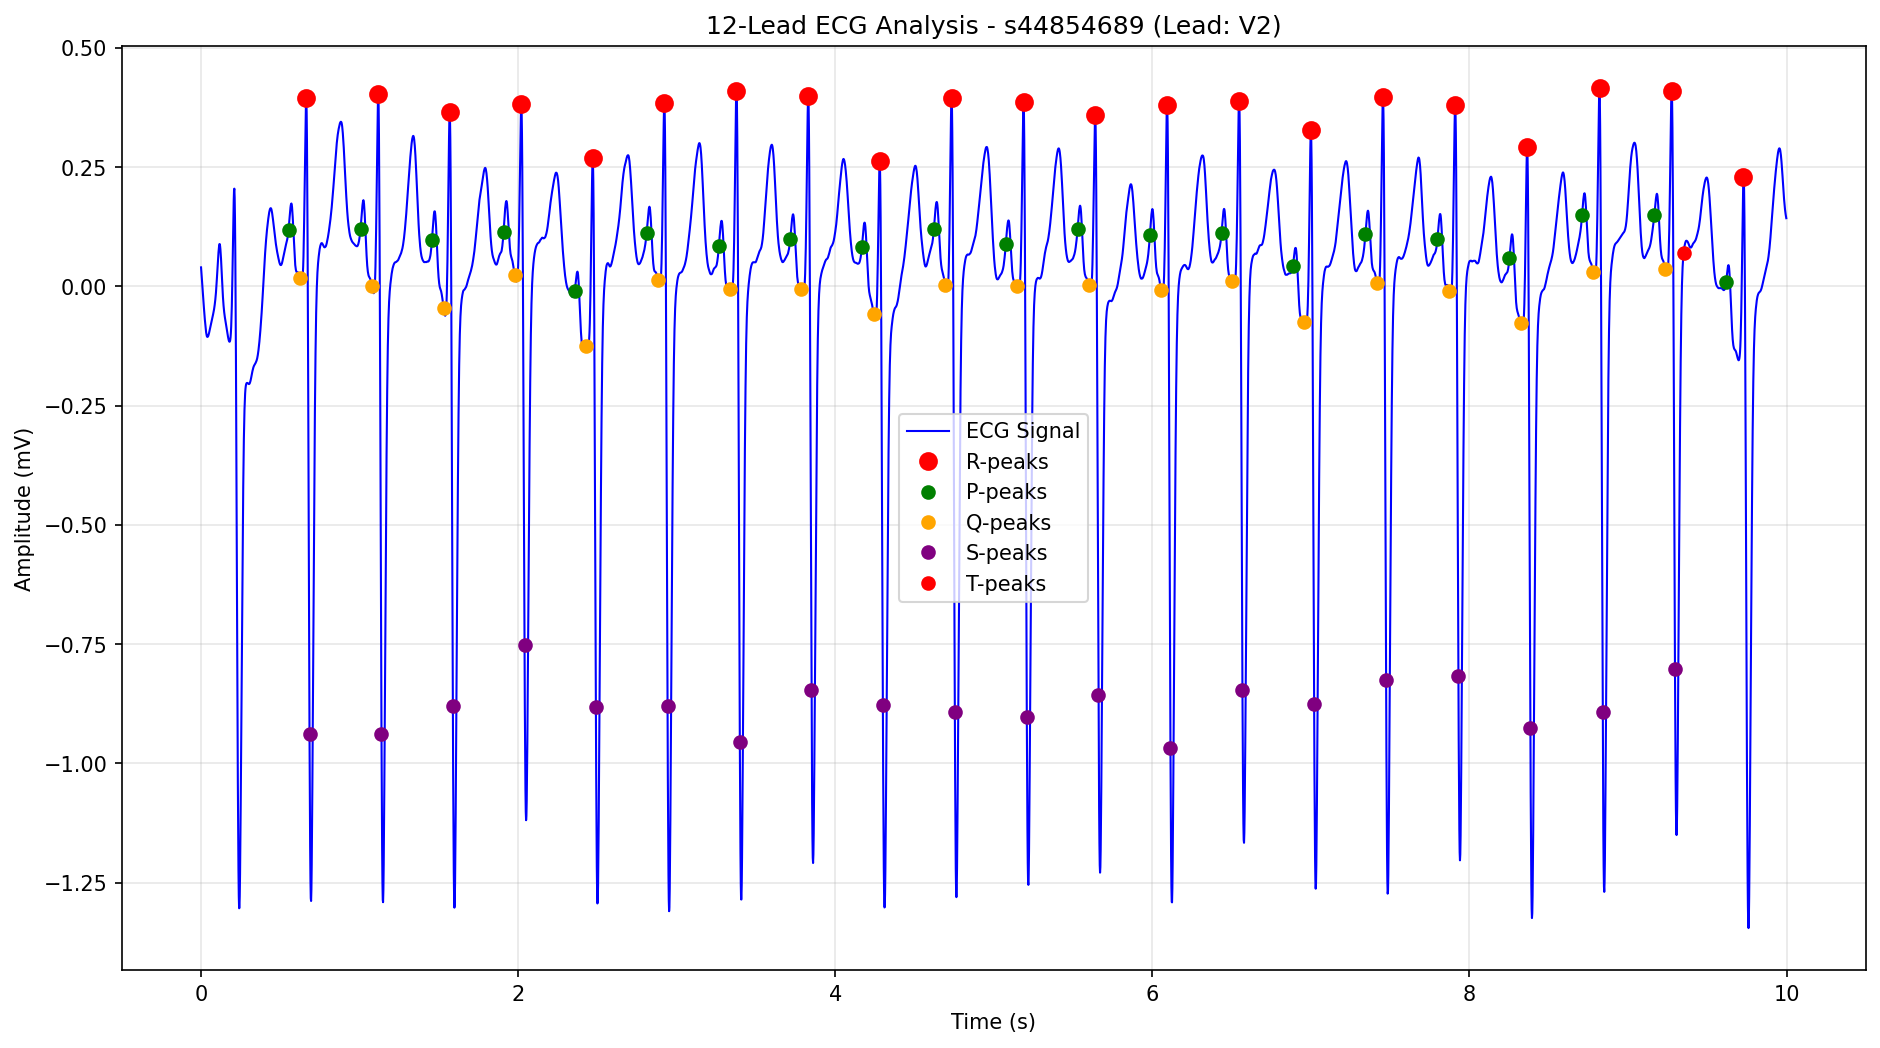 12-Lead ECG Analysis - s44854689 (Lead: V2)
0.50
0.25
0.00
−0.25
−0.50
−0.75
−1.00
−1.25
Amplitude (mV)
ECG Signal
R-peaks
P-peaks
Q-peaks
S-peaks
T-peaks
0 2 4 6 8 10
Time (s)